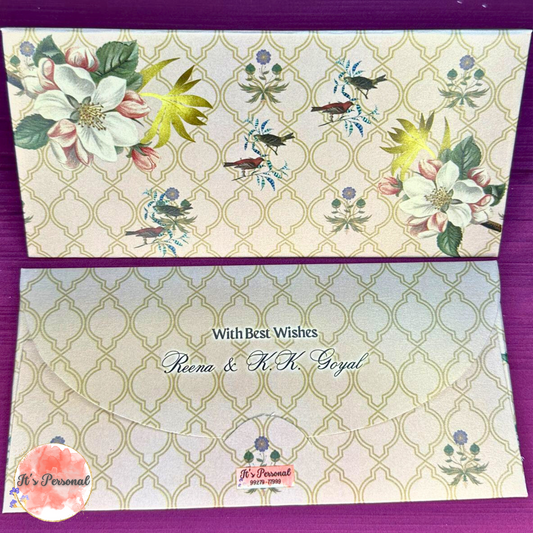 With Best Wishes
Reena & K.K. Goyal
It's Personal
It's Personal